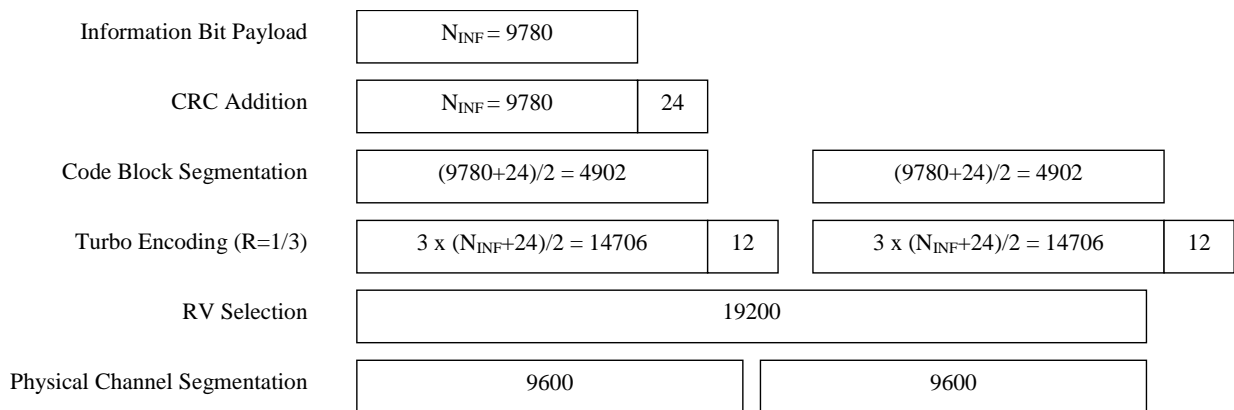 Information Bit Payload N_INF = 9780
CRC Addition N_INF = 9780 24
Code Block Segmentation (9780+24)/2 = 4902 (9780+24)/2 = 4902
Turbo Encoding (R=1/3) 3 x (N_INF+24)/2 = 14706 12 3 x (N_INF+24)/2 = 14706 12
RV Selection 19200
Physical Channel Segmentation 9600 9600